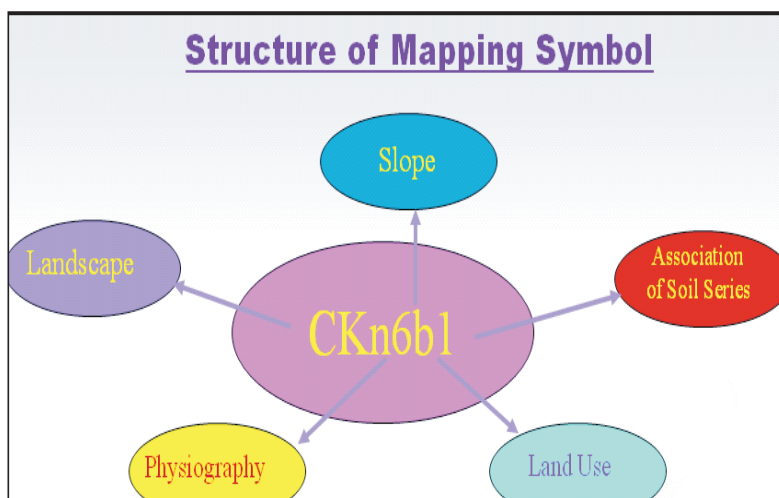 Structure of Mapping Symbol
Slope
Landscape
Association
of Soil Series
CKn6b1
Physiography
Land Use